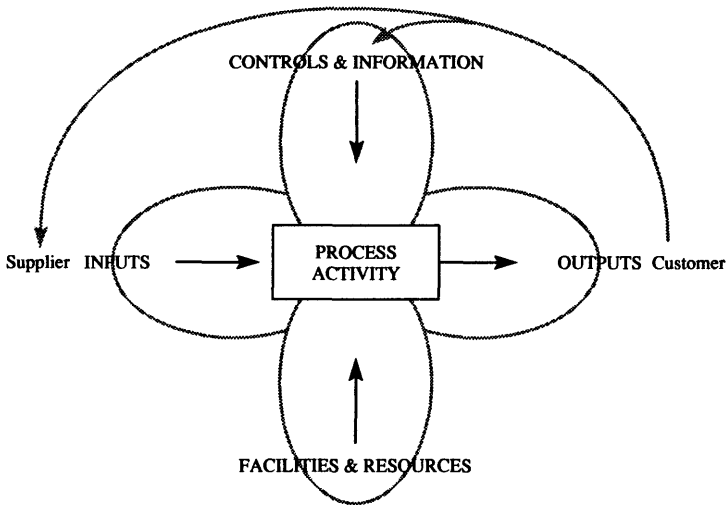 CONTROLS & INFORMATION
Supplier INPUTS
PROCESS
ACTIVITY
OUTPUTS Customer
FACILITIES & RESOURCES